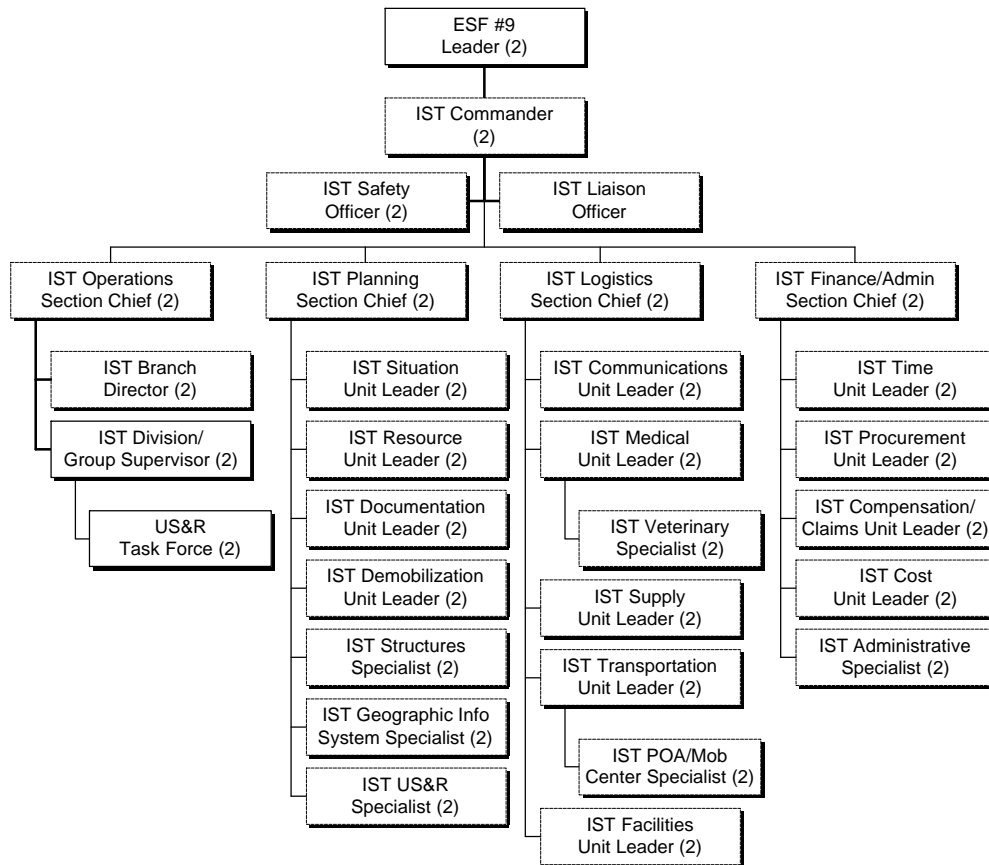 ESF #9
Leader (2)
IST Commander
(2)
IST Safety
Officer (2)
IST Liaison
Officer
IST Operations
Section Chief (2)
IST Planning
Section Chief (2)
IST Logistics
Section Chief (2)
IST Finance/Admin
Section Chief (2)
IST Branch
Director (2)
IST Division/
Group Supervisor (2)
US&R
Task Force (2)
IST Situation
Unit Leader (2)
IST Resource
Unit Leader (2)
IST Documentation
Unit Leader (2)
IST Demobilization
Unit Leader (2)
IST Structures
Specialist (2)
IST Geographic Info
System Specialist (2)
IST US&R
Specialist (2)
IST Communications
Unit Leader (2)
IST Medical
Unit Leader (2)
IST Veterinary
Specialist (2)
IST Supply
Unit Leader (2)
IST Transportation
Unit Leader (2)
IST POA/Mob
Center Specialist (2)
IST Facilities
Unit Leader (2)
IST Time
Unit Leader (2)
IST Procurement
Unit Leader (2)
IST Compensation/
Claims Unit Leader (2)
IST Cost
Unit Leader (2)
IST Administrative
Specialist (2)